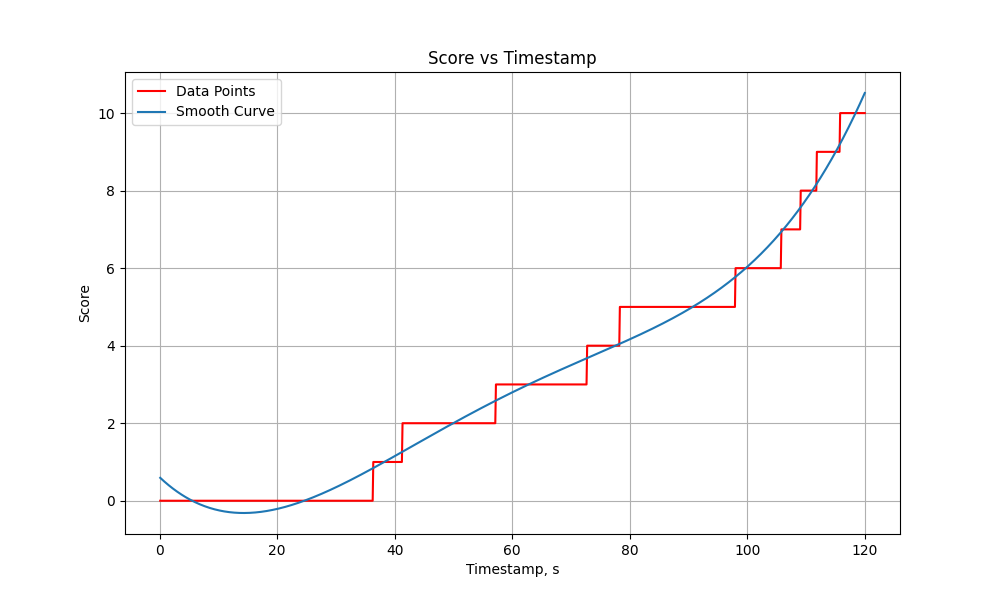 Score vs Timestamp
Data Points
Smooth Curve
10
8
6
4
2
0
Score
0 20 40 60 80 100 120
Timestamp, s